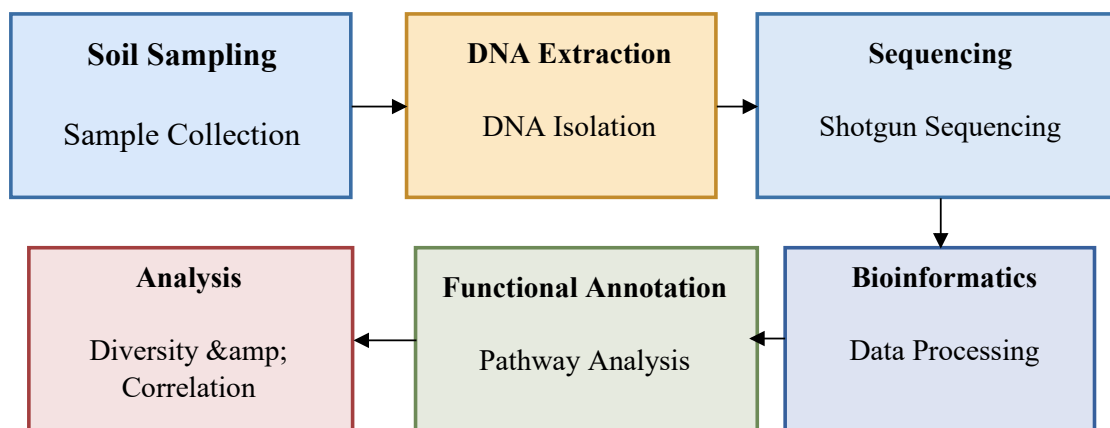 Soil Sampling
Sample Collection
DNA Extraction
DNA Isolation
Sequencing
Shotgun Sequencing
Bioinformatics
Data Processing
Functional Annotation
Pathway Analysis
Analysis
Diversity &amp;amp;
Correlation